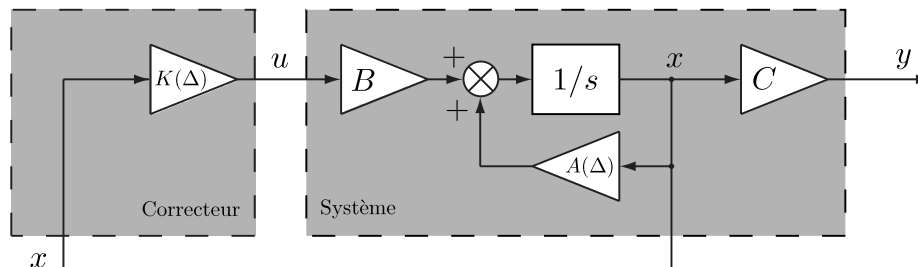 u
x
y
K(Δ)
B
+
1/s
C
+
A(Δ)
Correcteur
Système
x